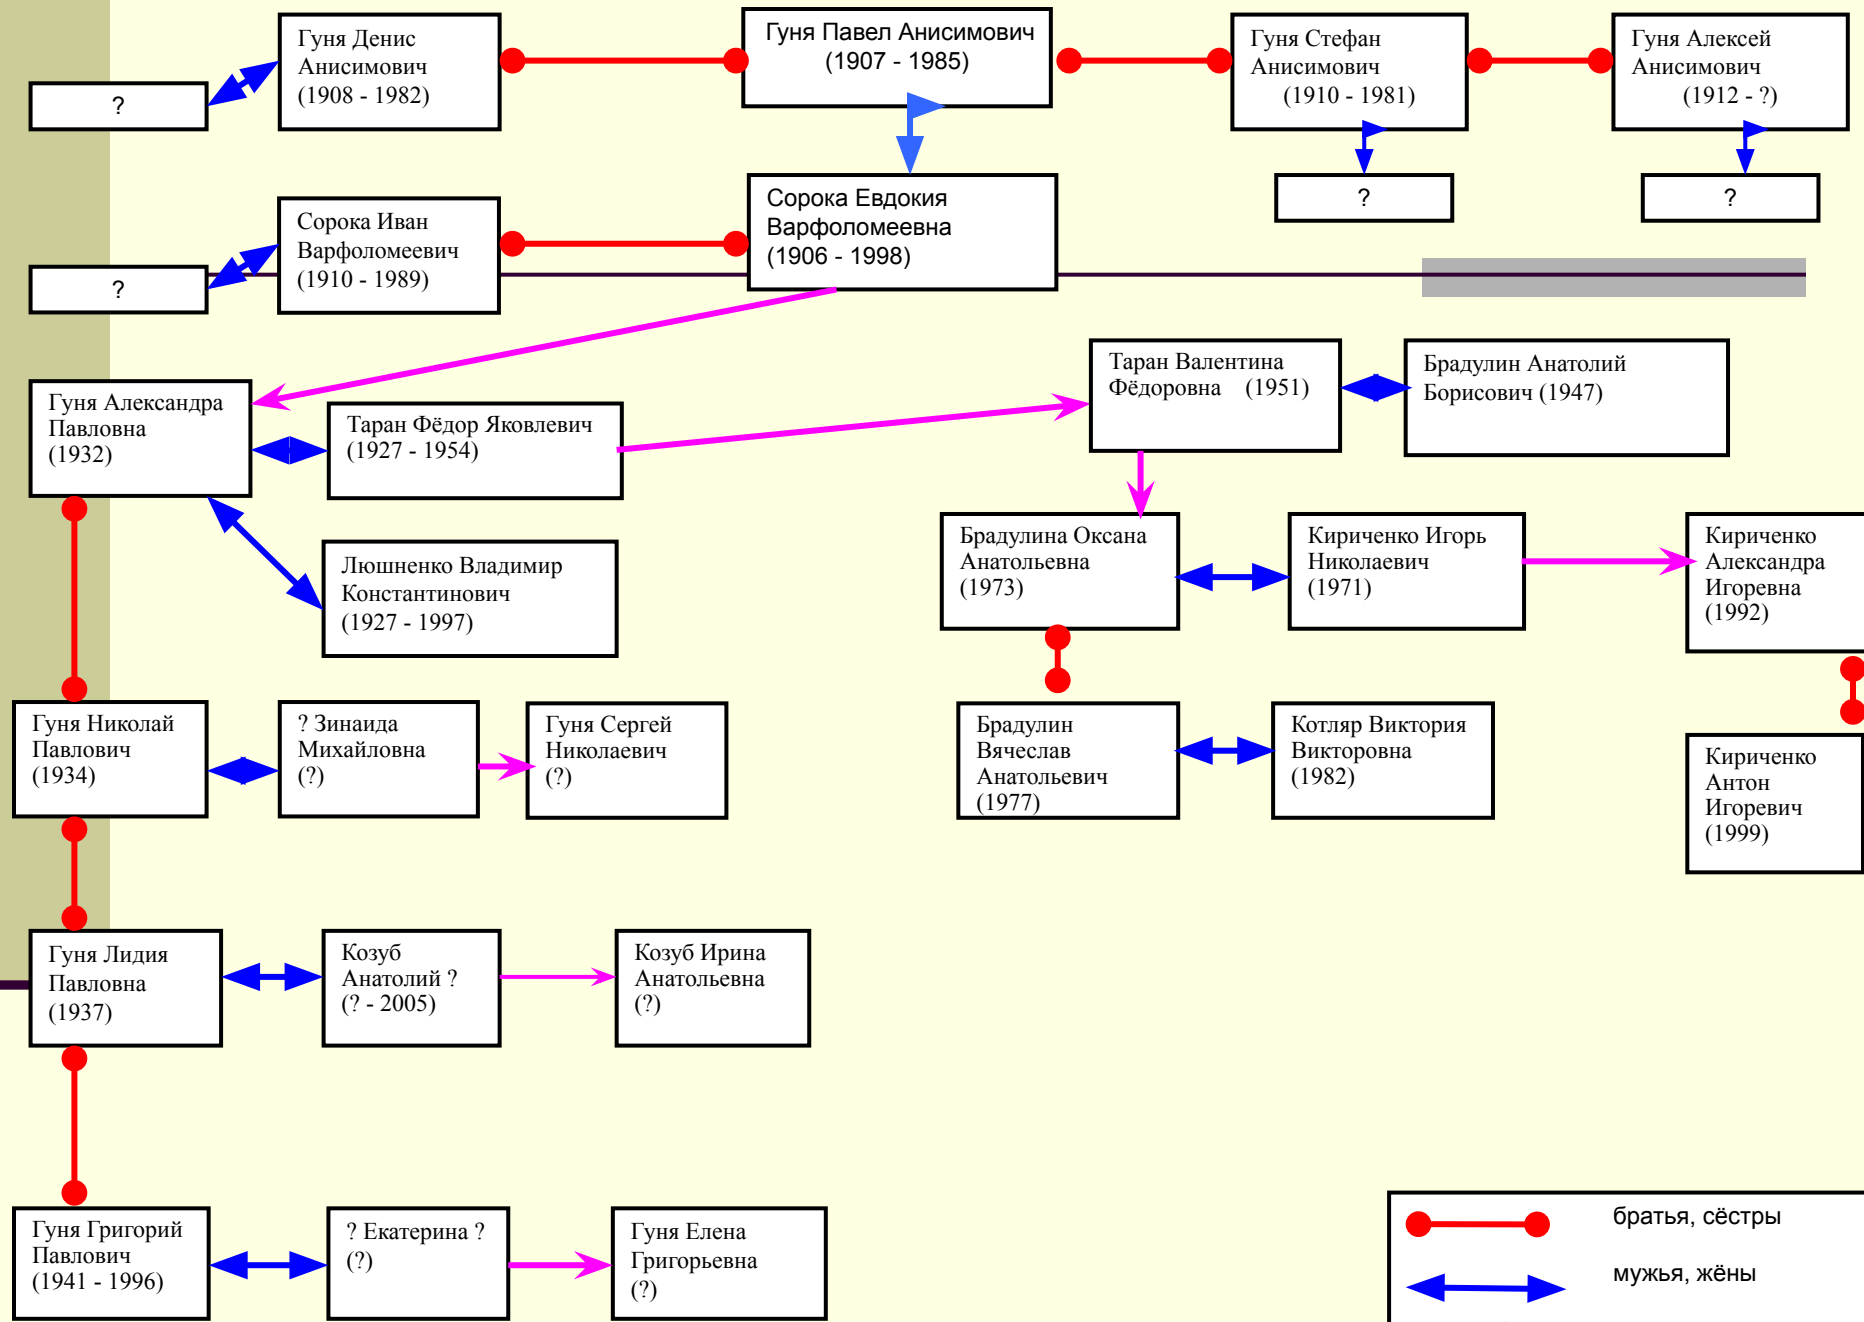 Гуня Денис
Анисимович
(1908 - 1982)
Гуня Павел Анисимович
(1907 - 1985)
Гуня Стефан
Анисимович
(1910 - 1981)
Гуня Алексей
Анисимович
(1912 - ?)
?
Сорока Иван
Варфоломеевич
(1910 - 1989)
Сорока Евдокия
Варфоломеевна
(1906 - 1998)
?
?
?
Гуня Александра
Павловна
(1932)
Таран Фёдор Яковлевич
(1927 - 1954)
Таран Валентина
Фёдоровна (1951)
Брадулин Анатолий
Борисович (1947)
Люшненко Владимир
Константинович
(1927 - 1997)
Брадулина Оксана
Анатольевна
(1973)
Кириченко Игорь
Николаевич
(1971)
Кириченко
Александра
Игоревна
(1992)
Гуня Николай
Павлович
(1934)
? Зинаида
Михайловна
(?)
Гуня Сергей
Николаевич
(?)
Брадулин
Вячеслав
Анатольевич
(1977)
Котляр Виктория
Викторовна
(1982)
Кириченко
Антон
Игоревич
(1999)
Гуня Лидия
Павловна
(1937)
Козуб
Анатолий ?
(? - 2005)
Козуб Ирина
Анатольевна
(?)
Гуня Григорий
Павлович
(1941 - 1996)
? Екатерина ?
(?)
Гуня Елена
Григорьевна
(?)
братья, сёстры
мужья, жёны